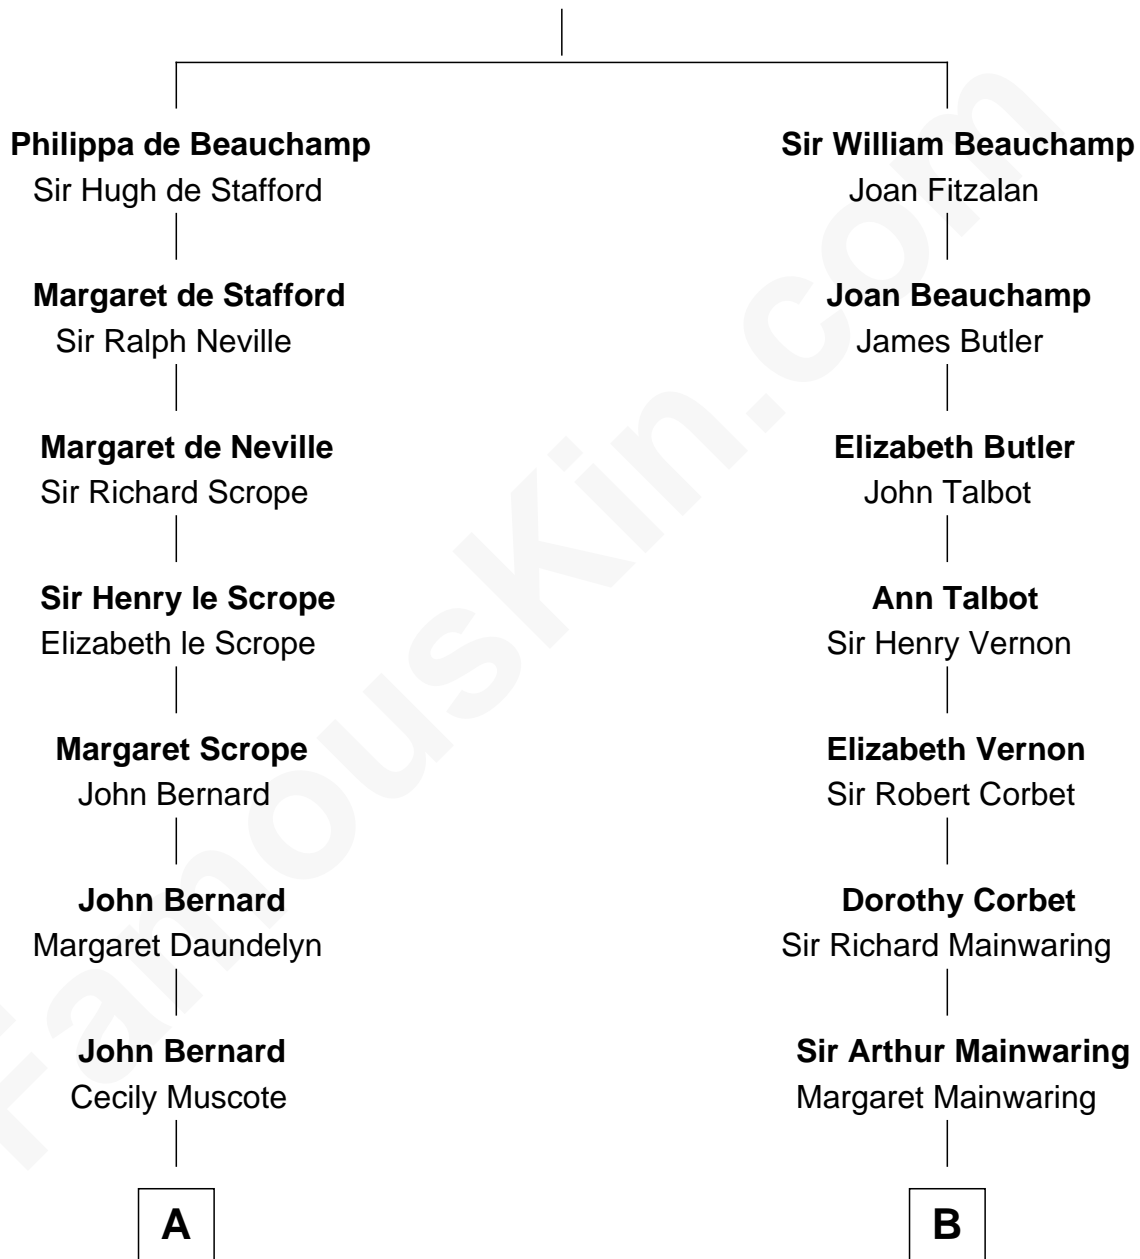 Philippa de Beauchamp
Sir Hugh de Stafford
Margaret de Stafford
Sir Ralph Neville
Margaret de Neville
Sir Richard Scrope
Sir Henry le Scrope
Elizabeth le Scrope
Margaret Scrope
John Bernard
John Bernard
Margaret Daundelyn
John Bernard
Cecily Muscote
A
Sir William Beauchamp
Joan Fitzalan
Joan Beauchamp
James Butler
Elizabeth Butler
John Talbot
Ann Talbot
Sir Henry Vernon
Elizabeth Vernon
Sir Robert Corbet
Dorothy Corbet
Sir Richard Mainwaring
Sir Arthur Mainwaring
Margaret Mainwaring
B
FamousKin.com